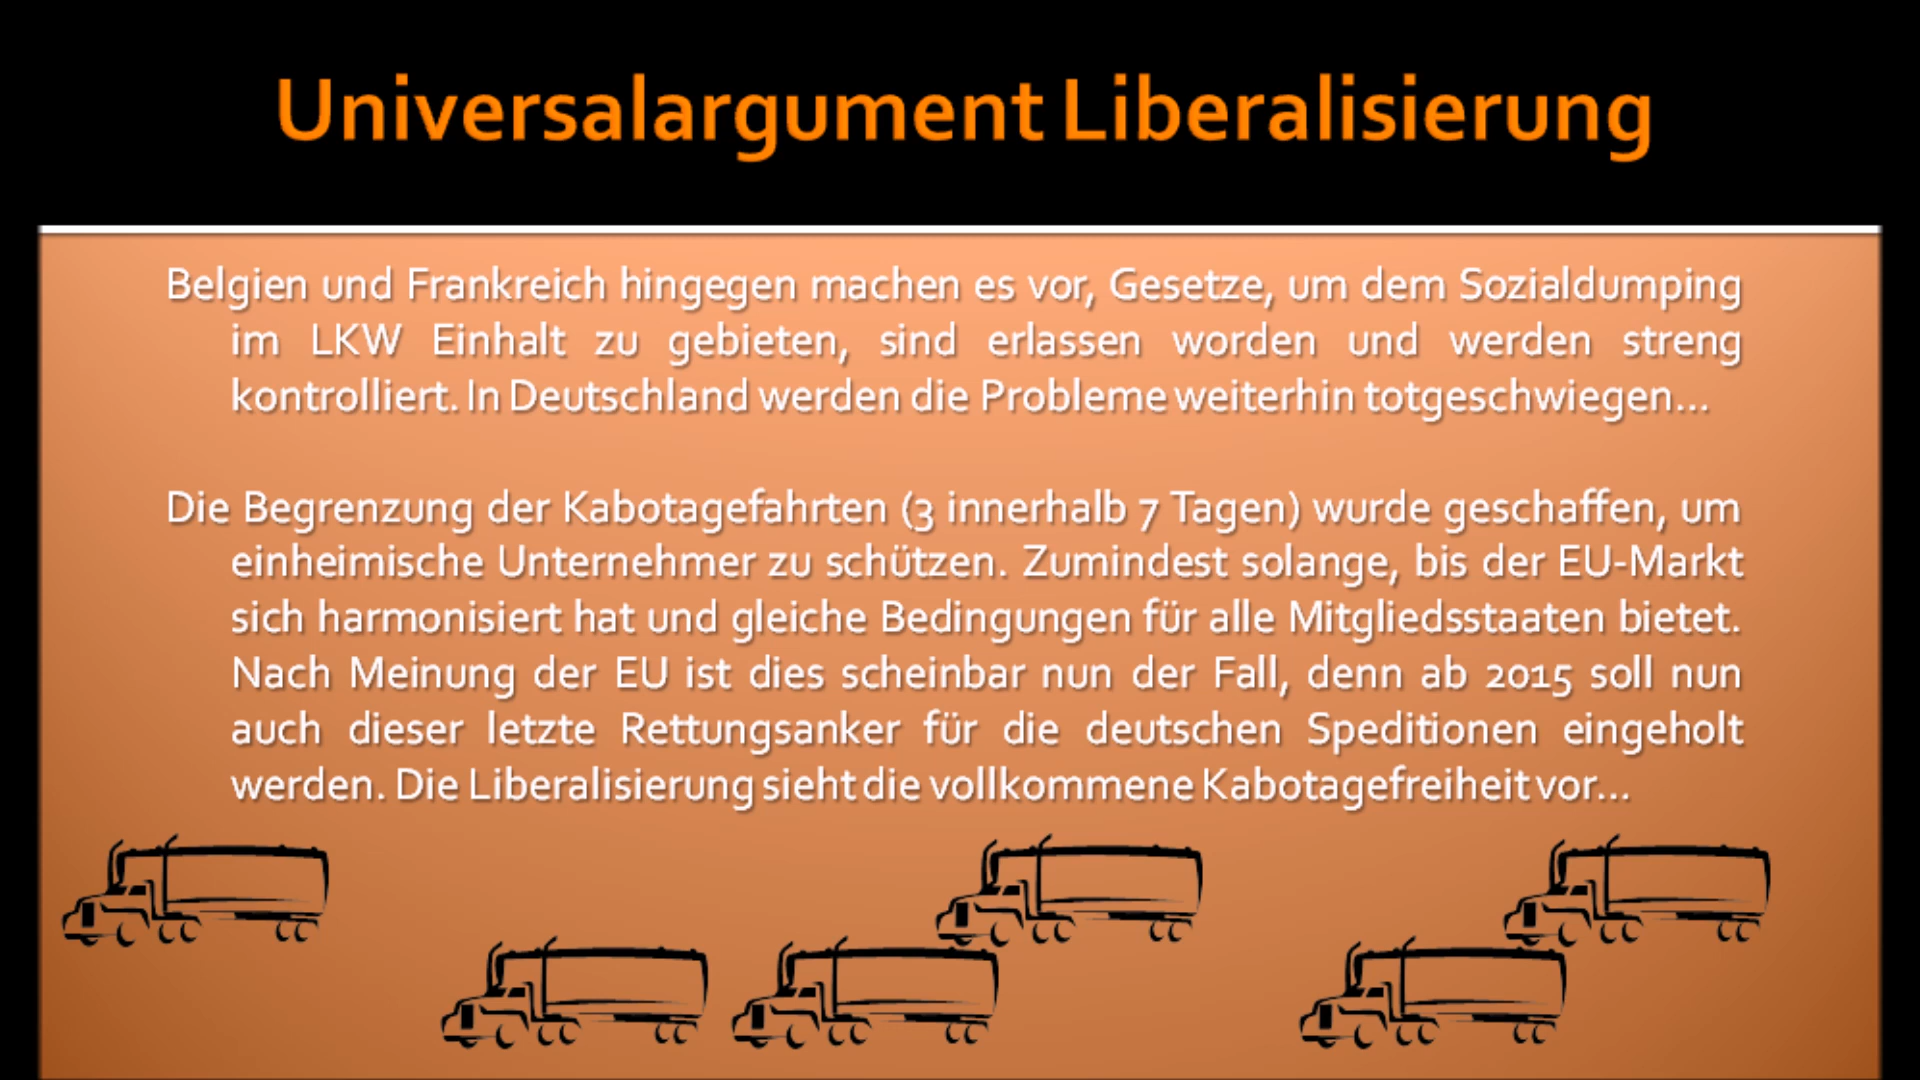 Universalargument Liberalisierung
Belgien und Frankreich hingegen machen es vor, Gesetze, um dem Sozialdumping
im LKW Einhalt zu gebieten, sind erlassen worden und werden streng
kontrolliert. In Deutschland werden die Probleme weiterhin totgeschwiegen...
Die Begrenzung der Kabotagefahrten (3 innerhalb 7 Tagen) wurde geschaffen, um
einheimische Unternehmer zu schützen. Zumindest solange, bis der EU-Markt
sich harmonisiert hat und gleiche Bedingungen für alle Mitgliedsstaaten bietet.
Nach Meinung der EU ist dies scheinbar nun der Fall, denn ab 2015 soll nun
auch dieser letzte Rettungsanker für die deutschen Speditionen eingeholt
werden. Die Liberalisierung sieht die vollkommene Kabotagefreiheit vor...